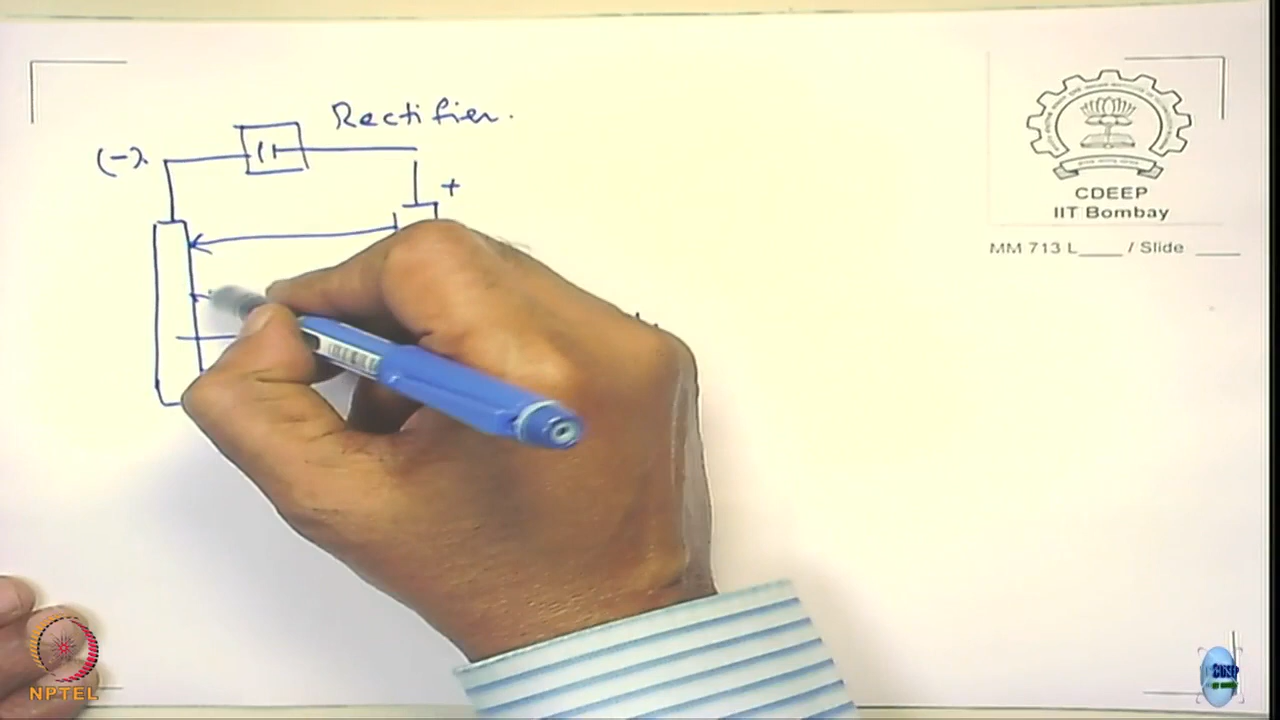 Rectifier.
(-).
+
CDEEP
IIT Bombay
MM 713 L____ / Slide ____
NPTEL